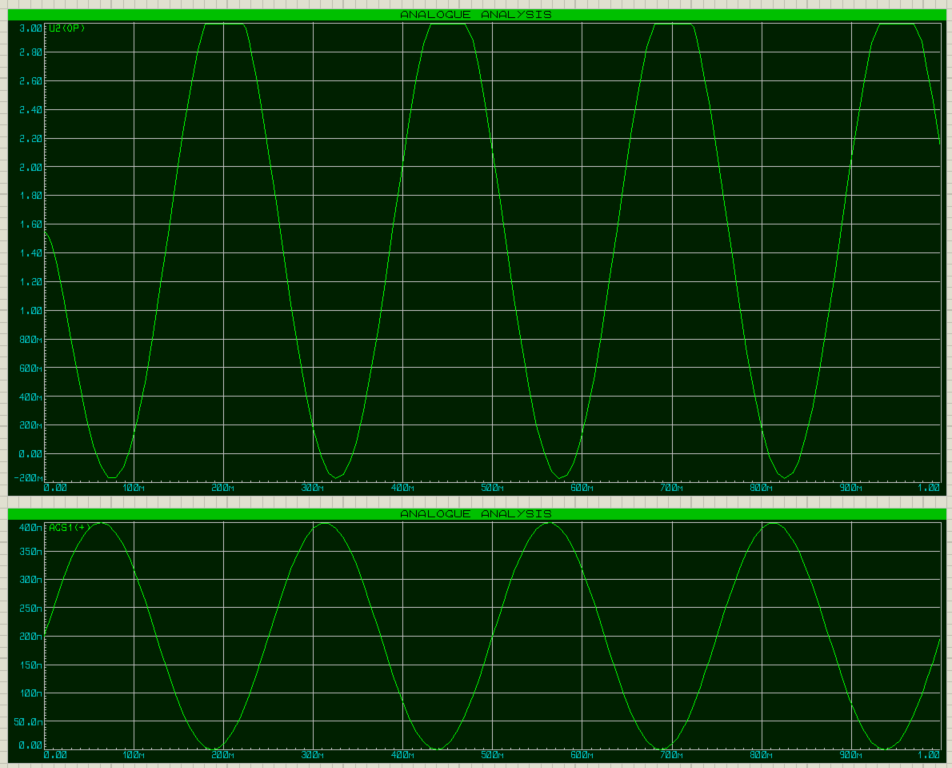 ANALOGUE ANALYSIS
U2(OP)
3.00
2.80
2.60
2.40
2.20
2.00
1.80
1.60
1.40
1.20
1.00
800m
600m
400m
200m
0.00
-200m
0.00 100m 200m 300m 400m 500m 600m 700m 800m 900m 1.00
ANALOGUE ANALYSIS
ACS1(+)
400m
350m
300m
250m
200m
150m
100m
50.0m
0.00
0.00 100m 200m 300m 400m 500m 600m 700m 800m 900m 1.00